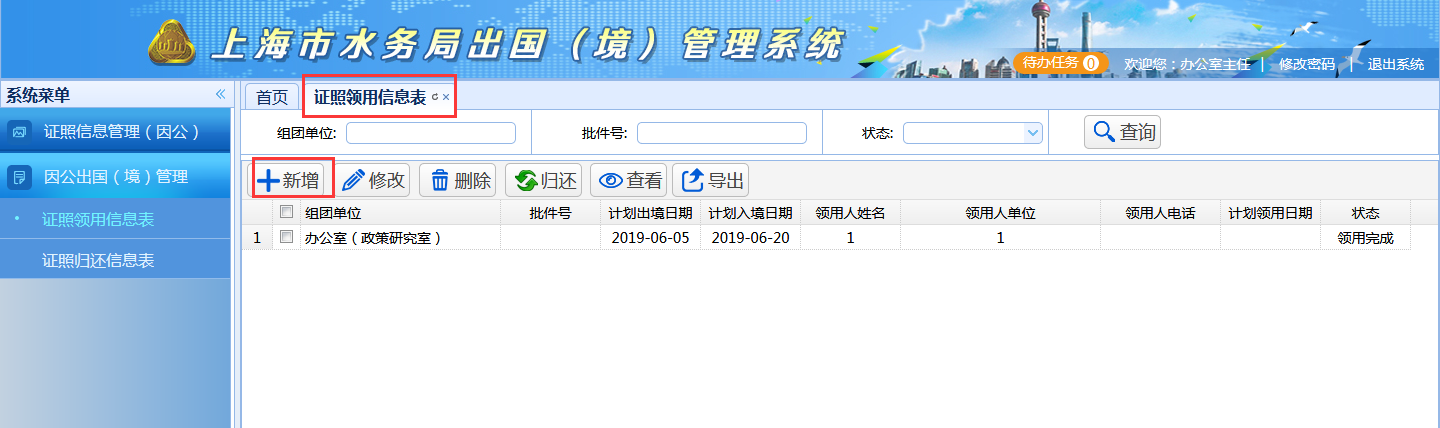 上海市水务局出国（境）管理系统
待办任务 0 欢迎您：办公室主任 | 修改密码 | 退出系统
系统菜单 «
首页 证照领用信息表 ×
证照信息管理（因公）
因公出国（境）管理
• 证照领用信息表
证照归还信息表
组团单位: 批件号: 状态: 查询
新增 修改 删除 归还 查看 导出
组团单位 批件号 计划出境日期 计划入境日期 领用人姓名 领用人单位 领用人电话 计划领用日期 状态
1 办公室（政策研究室） 2019-06-05 2019-06-20 1 1 领用完成